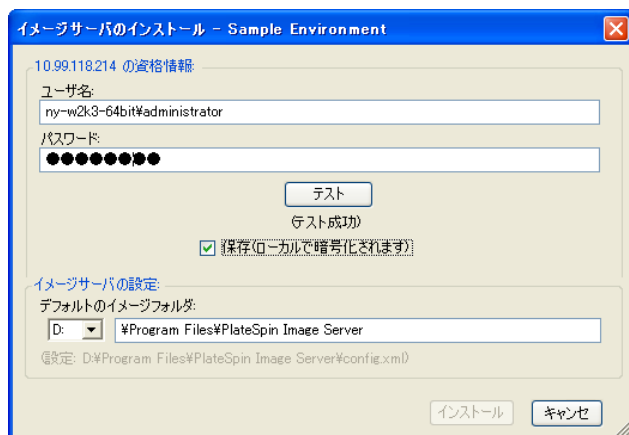 イメージサーバのインストール - Sample Environment
10.99.118.214 の資格情報:
ユーザ名:
ny-w2k3-64bit¥administrator
パスワード:
●●●●●●●●
テスト
(テスト成功)
保存(ローカルで暗号化されます)
イメージサーバの設定:
デフォルトのイメージフォルダ:
D: ¥Program Files¥PlateSpin Image Server
(設定: D:¥Program Files¥PlateSpin Image Server¥config.xml)
インストール キャンセ